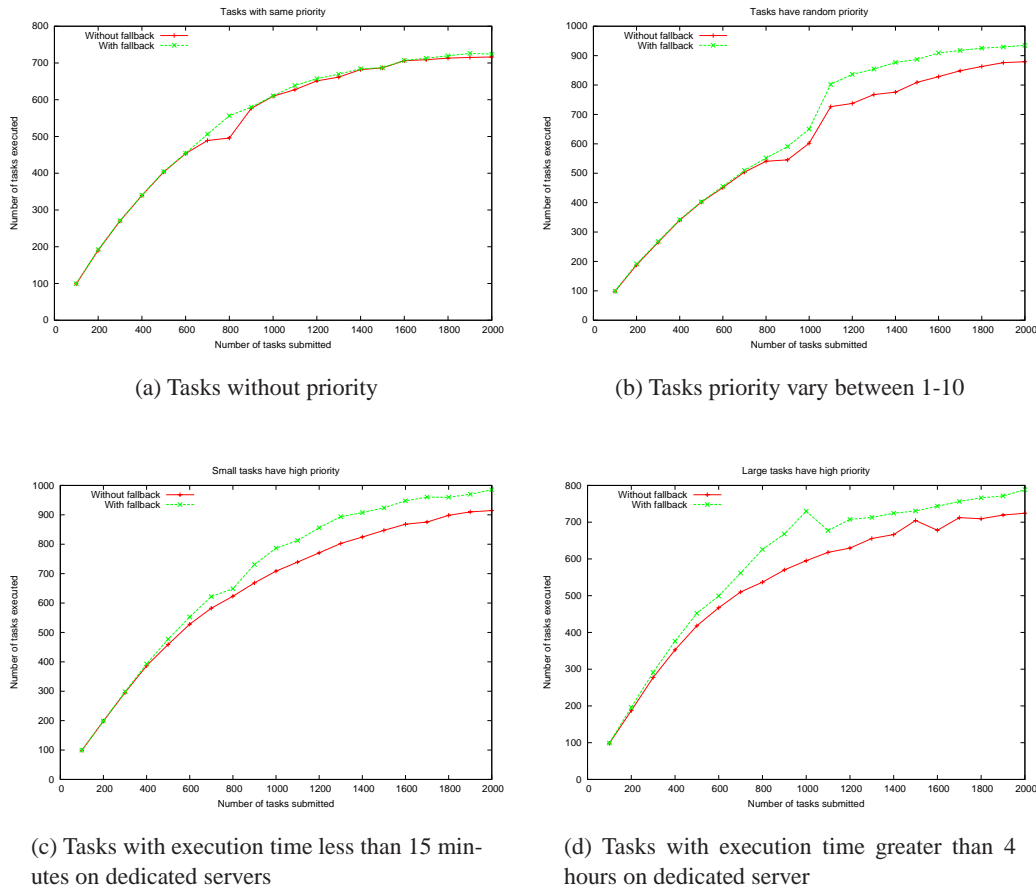 Tasks with same priority
Without fallback
With fallback
800
700
600
500
400
300
200
100
0
Number of tasks executed
0 200 400 600 800 1000 1200 1400 1600 1800 2000
Number of tasks submitted
(a) Tasks without priority
Tasks have random priority
Without fallback
With fallback
1000
900
800
700
600
500
400
300
200
100
0
Number of tasks executed
0 200 400 600 800 1000 1200 1400 1600 1800 2000
Number of tasks submitted
(b) Tasks priority vary between 1-10
Small tasks have high priority
Without fallback
With fallback
1000
900
800
700
600
500
400
300
200
100
0
Number of tasks executed
0 200 400 600 800 1000 1200 1400 1600 1800 2000
Number of tasks submitted
(c) Tasks with execution time less than 15 min-
utes on dedicated servers
Large tasks have high priority
Without fallback
With fallback
800
700
600
500
400
300
200
100
0
Number of tasks executed
0 200 400 600 800 1000 1200 1400 1600 1800 2000
Number of tasks submitted
(d) Tasks with execution time greater than 4
hours on dedicated server